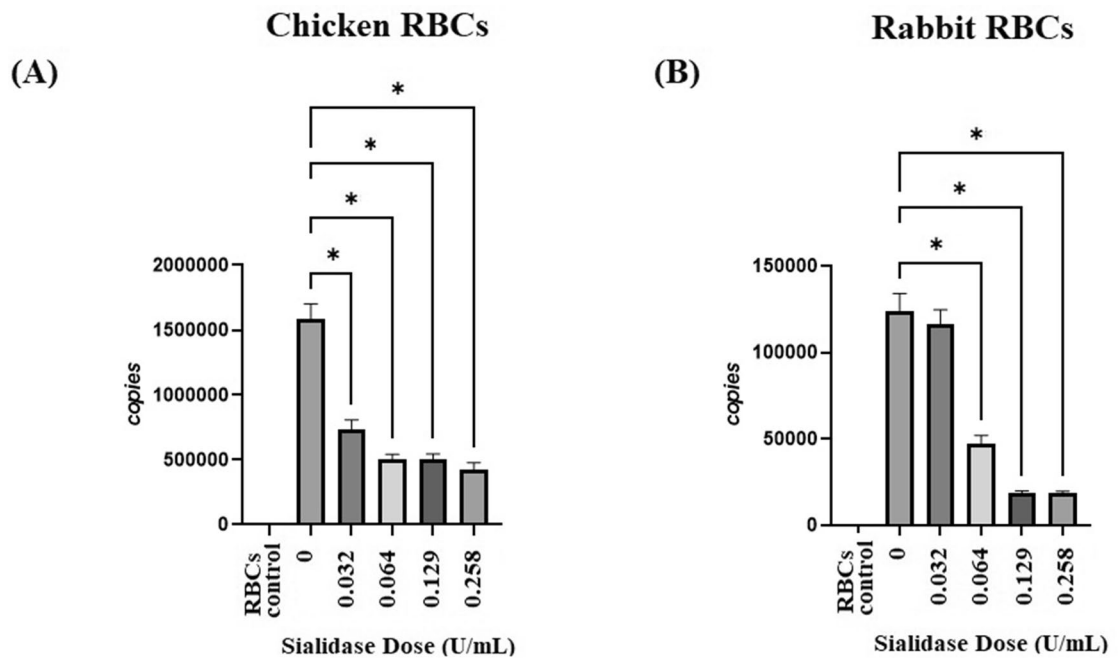 Chicken RBCs
(A)
*
*
*
*
2000000
1500000
1000000
500000
0
copies
RBCs
control
0
0.032
0.064
0.129
0.258
Sialidase Dose (U/mL)
Rabbit RBCs
(B)
*
*
*
150000
100000
50000
0
copies
RBCs
control
0
0.032
0.064
0.129
0.258
Sialidase Dose (U/mL)